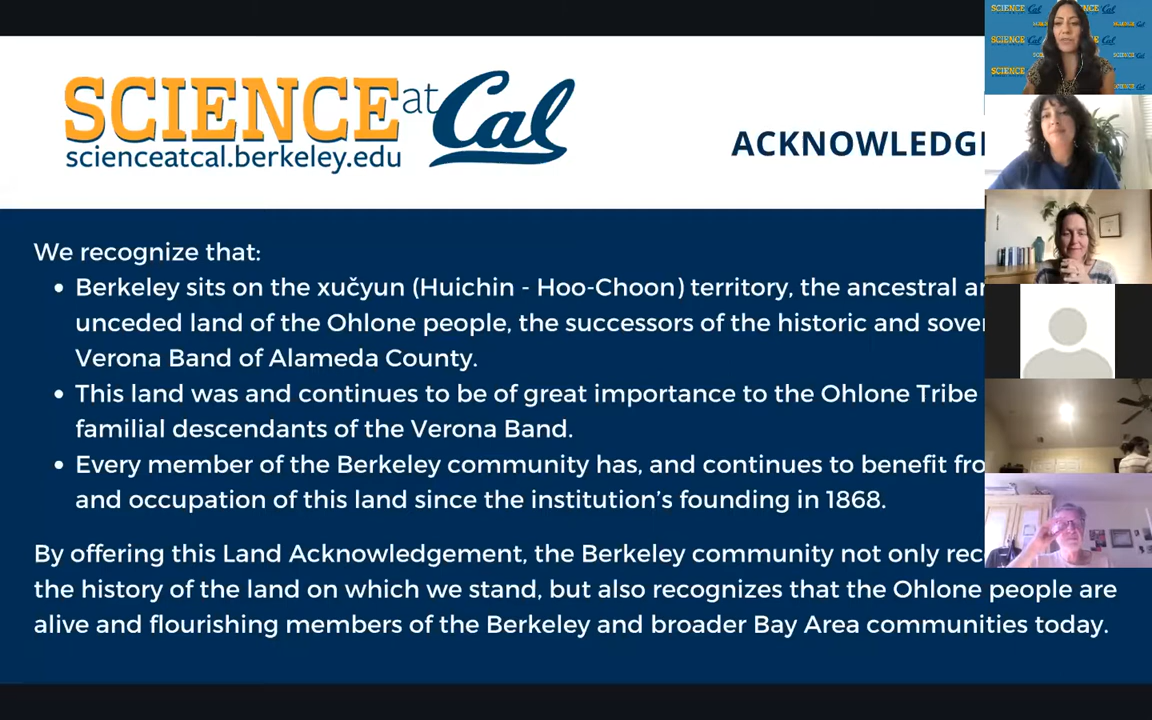 SCIENCE at Cal
scienceatcal.berkeley.edu
We recognize that:
• Berkeley sits on the xučyun (Huichin - Hoo-Choon) territory, the ancestral
unceded land of the Ohlone people, the successors of the historic and
Verona Band of Alameda County.
• This land was and continues to be of great importance to the Ohlone Tribe
familial descendants of the Verona Band.
• Every member of the Berkeley community has, and continues to benefit
and occupation of this land since the institution’s founding in 1868.
By offering this Land Acknowledgement, the Berkeley community not only
the history of the land on which we stand, but also recognizes that the Ohlone people are
alive and flourishing members of the Berkeley and broader Bay Area communities today.
SCIENCE
Cal
SCIENCE
SCIENCE